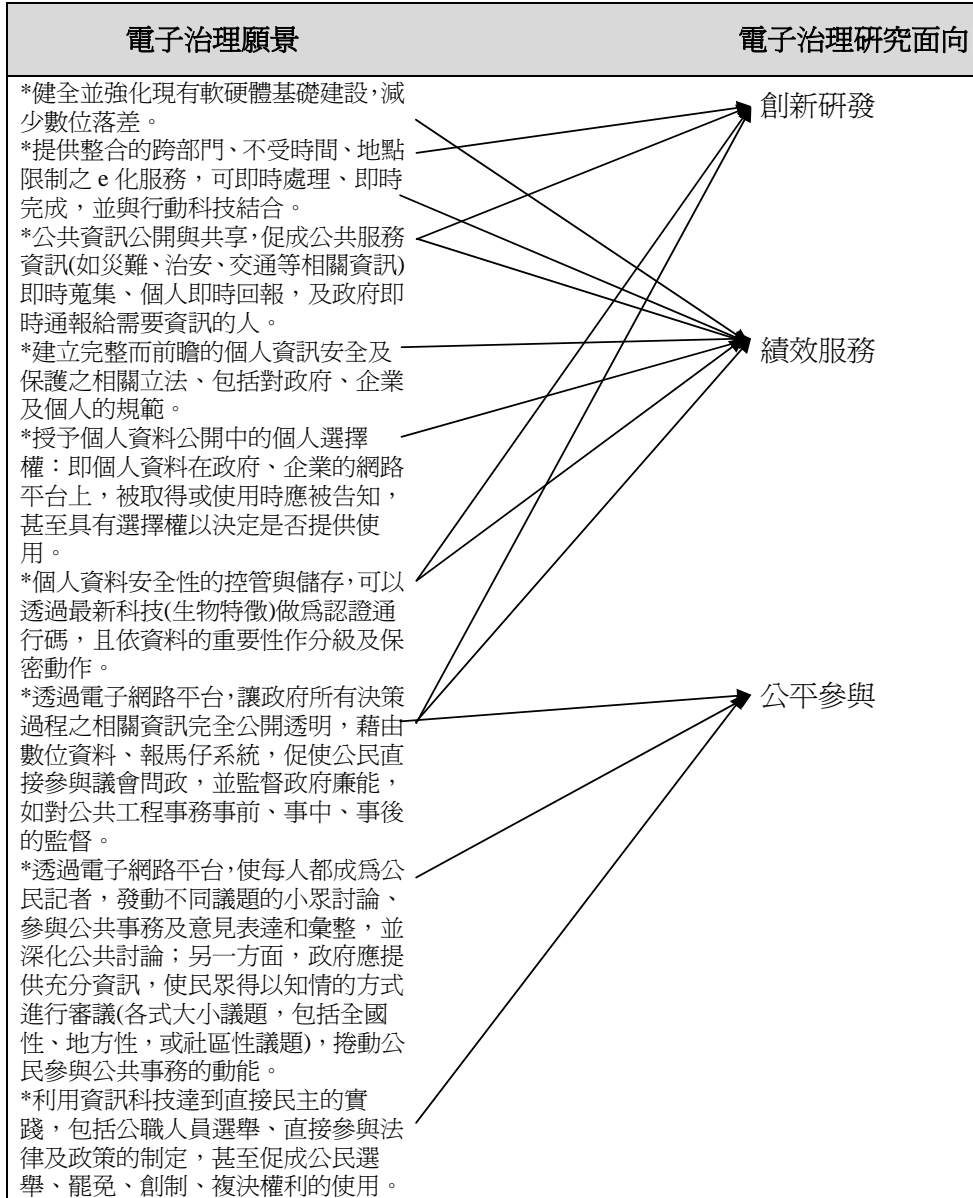 電子治理願景
電子治理研究面向
*健全並強化現有軟硬體基礎建設,減
少數位落差。
*提供整合的跨部門、不受時間、地點
限制之 e 化服務，可即時處理、即時
完成，並與行動科技結合。
*公共資訊公開與共享,促成公共服務
資訊(如災難、治安、交通等相關資訊)
即時蒐集、個人即時回報，及政府即
時通報給需要資訊的人。
*建立完整而前瞻的個人資訊安全及
保護之相關立法、包括對政府、企業
及個人的規範。
*授予個人資料公開中的個人選擇
權：即個人資料在政府、企業的網路
平台上，被取得或使用時應被告知，
甚至具有選擇權以決定是否提供使
用。
*個人資料安全性的控管與儲存,可以
透過最新科技(生物特徵)做為認證通
行碼，且依資料的重要性作分級及保
密動作。
*透過電子網路平台,讓政府所有決策
過程之相關資訊完全公開透明，藉由
數位資料、報馬仔系統，促使公民直
接參與議會問政，並監督政府廉能，
如對公共工程事務事前、事中、事後
的監督。
*透過電子網路平台,使每人都成為公
民記者，發動不同議題的小眾討論、
參與公共事務及意見表達和彙整，並
深化公共討論；另一方面，政府應提
供充分資訊，使民眾得以知情的方式
進行審議(各式大小議題，包括全國
性、地方性，或社區性議題)，捲動公
民參與公共事務的動能。
*利用資訊科技達到直接民主的實
踐，包括公職人員選舉、直接參與法
律及政策的制定，甚至促成公民選
舉、罷免、創制、複決權利的使用。
創新研發
績效服務
公平參與